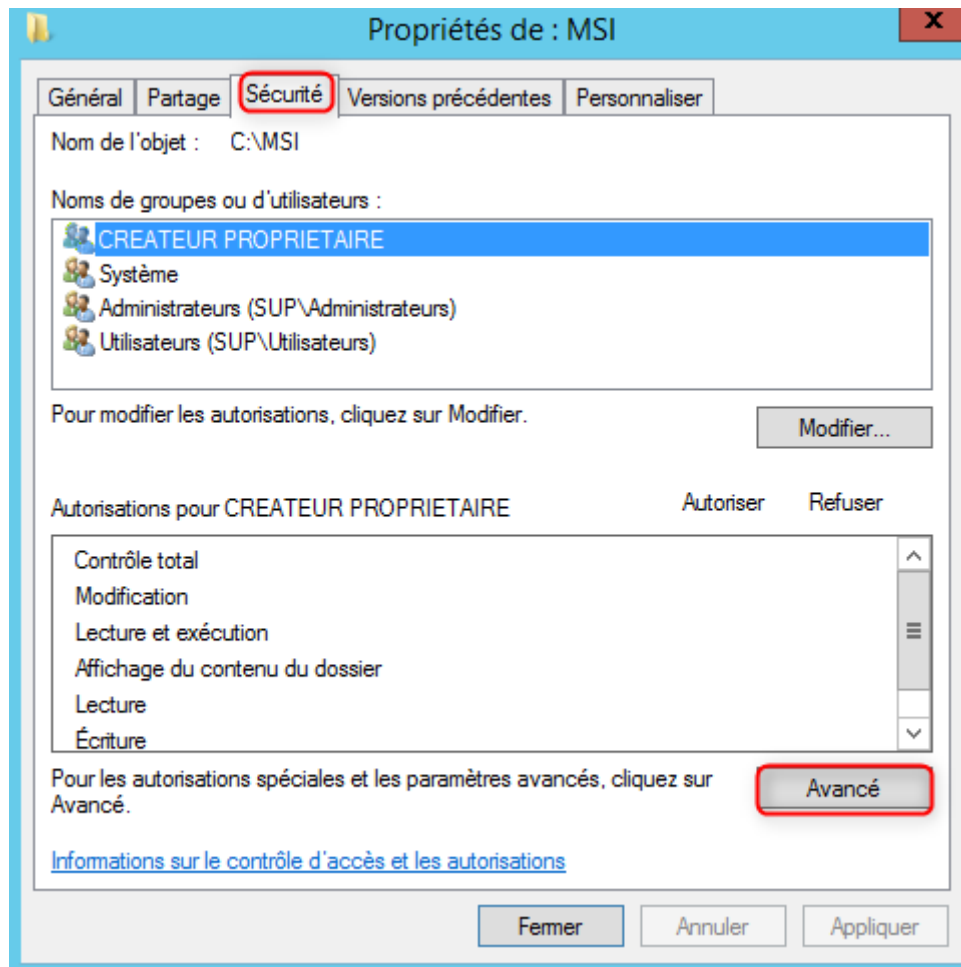 Propriétés de : MSI
x
Général Partage Sécurité Versions précédentes Personnaliser
Nom de l'objet : C:\MSI
Noms de groupes ou d'utilisateurs :
CREATEUR PROPRIETAIRE
Système
Administrateurs (SUP\Administrateurs)
Utilisateurs (SUP\Utilisateurs)
Pour modifier les autorisations, cliquez sur Modifier.
Modifier...
Autorisations pour CREATEUR PROPRIETAIRE Autoriser Refuser
Contrôle total
Modification
Lecture et exécution
Affichage du contenu du dossier
Lecture
Écriture
Pour les autorisations spéciales et les paramètres avancés, cliquez sur
Avancé.
Avancé
Informations sur le contrôle d'accès et les autorisations
Fermer Annuler Appliquer